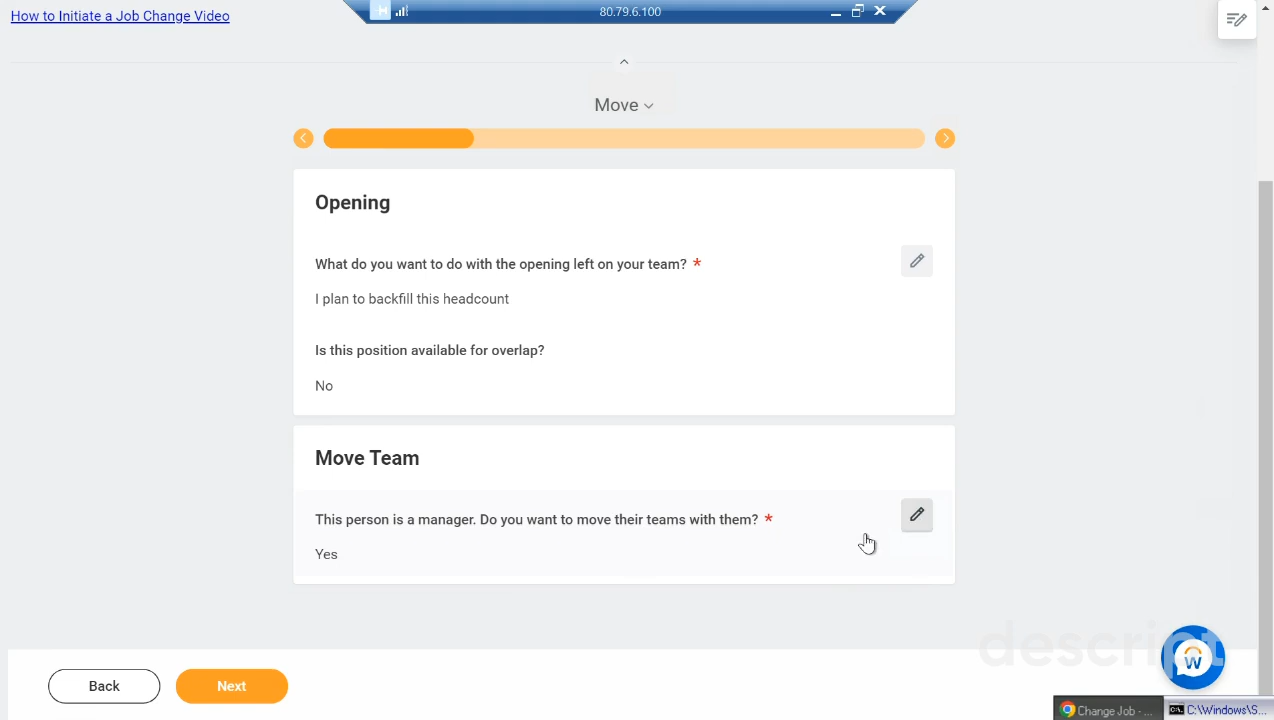 How to Initiate a Job Change Video
80.79.6.100
Move
Opening
What do you want to do with the opening left on your team? *
I plan to backfill this headcount
Is this position available for overlap?
No
Move Team
This person is a manager. Do you want to move their teams with them? *
Yes
descript
W
Back
Next
Change Job - ...
C:\Windows\S...